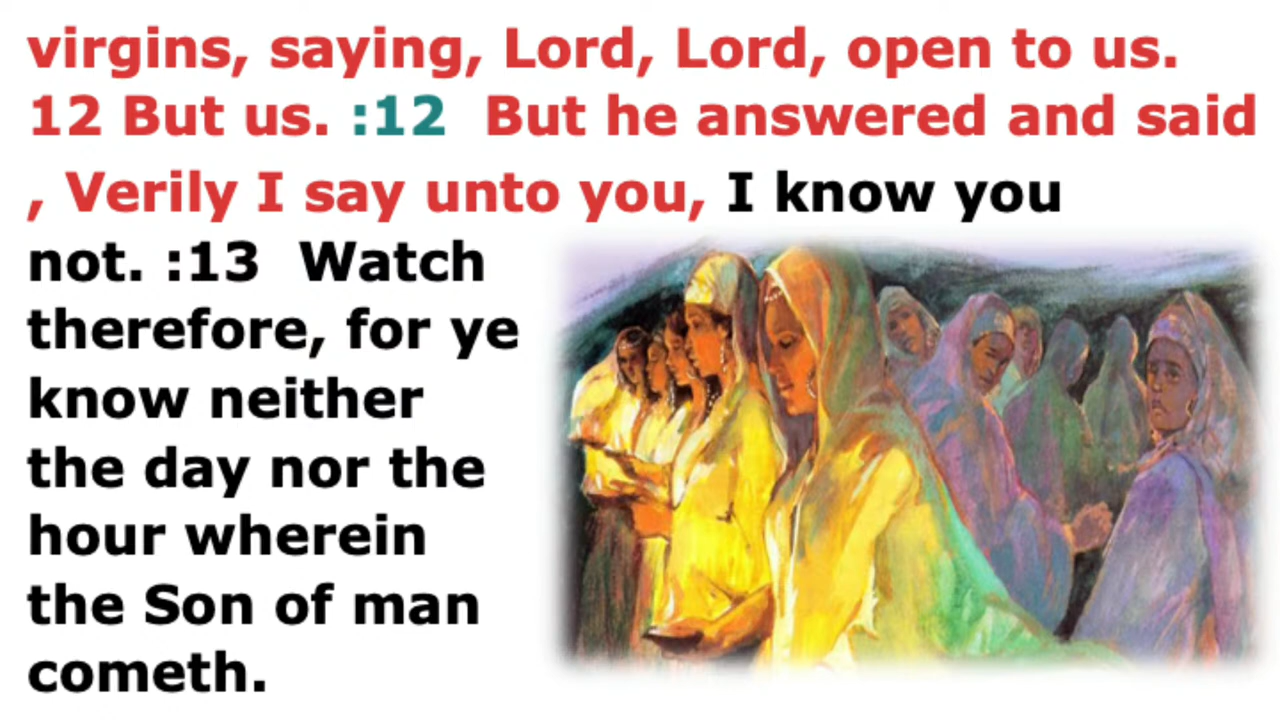 virgins, saying, Lord, Lord, open to us.
12 But us. :12 But he answered and said
, Verily I say unto you, I know you
not. :13 Watch
therefore, for ye
know neither
the day nor the
hour wherein
the Son of man
cometh.